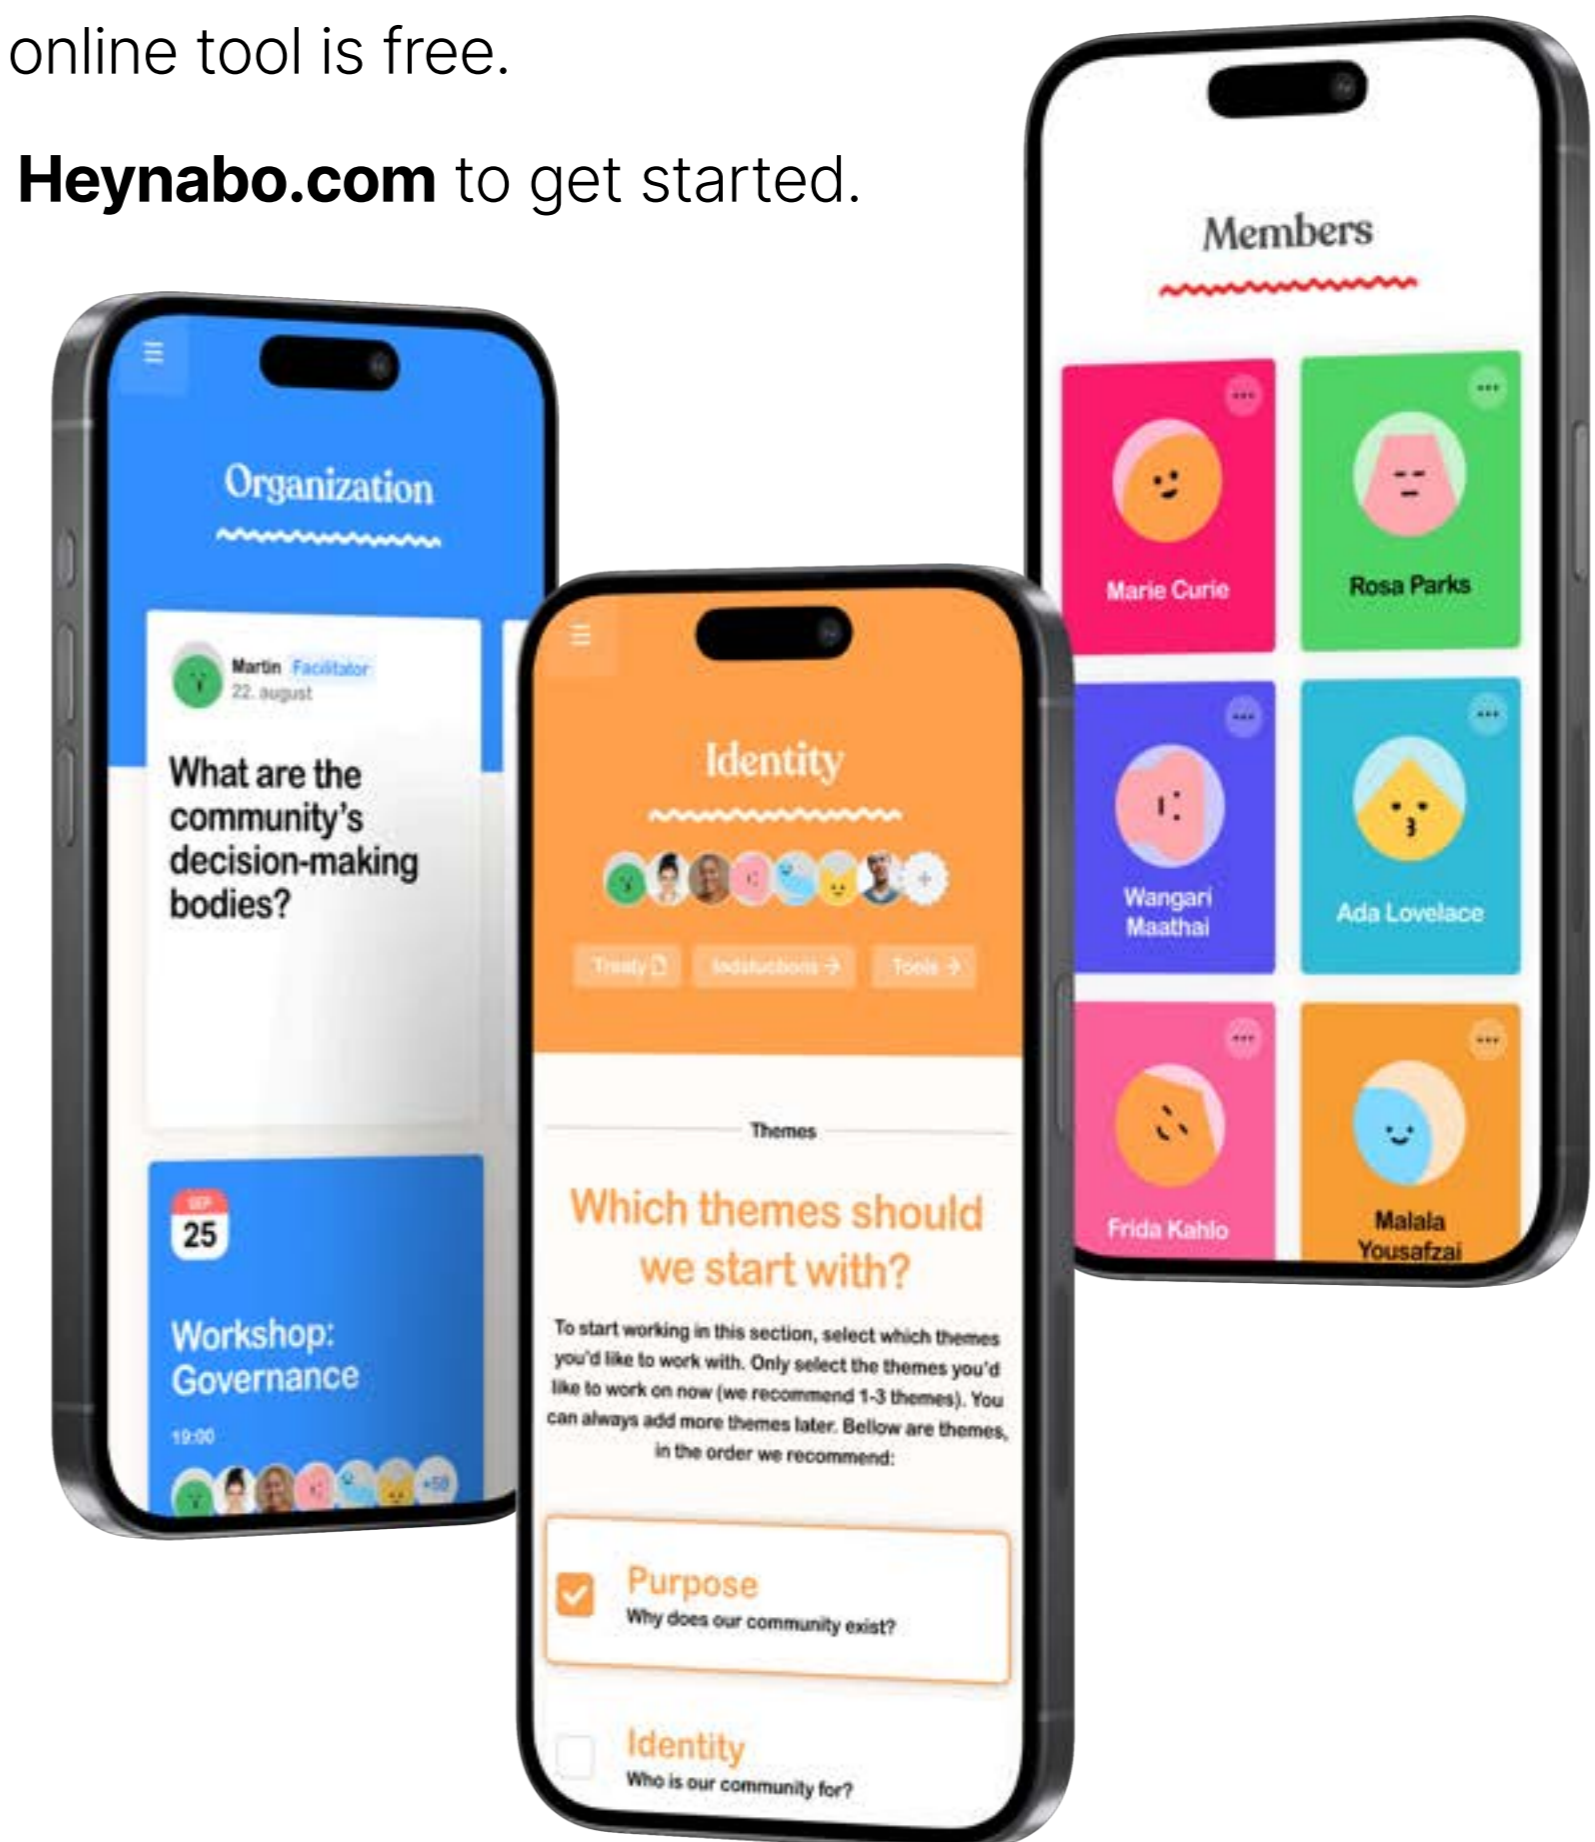 online tool is free.
Heynabo.com to get started.
Organization
Martin Facilitator
22. august
What are the
community's
decision-making
bodies?
SEP
25
Workshop:
Governance
19:00
+58
Identity
Treaty
Tools →
Themes
Which themes should
we start with?
To start working in this section, select which themes
you'd like to work with. Only select the themes you'd
like to work on now (we recommend 1-3 themes). You
can always add more themes later. Bellow are themes,
in the order we recommend:
Purpose
Why does our community exist?
Identity
Who is our community for?
Members
Marie Curie
Rosa Parks
Wangari
Maathai
Ada Lovelace
Frida Kahlo
Malala
Yousafzai